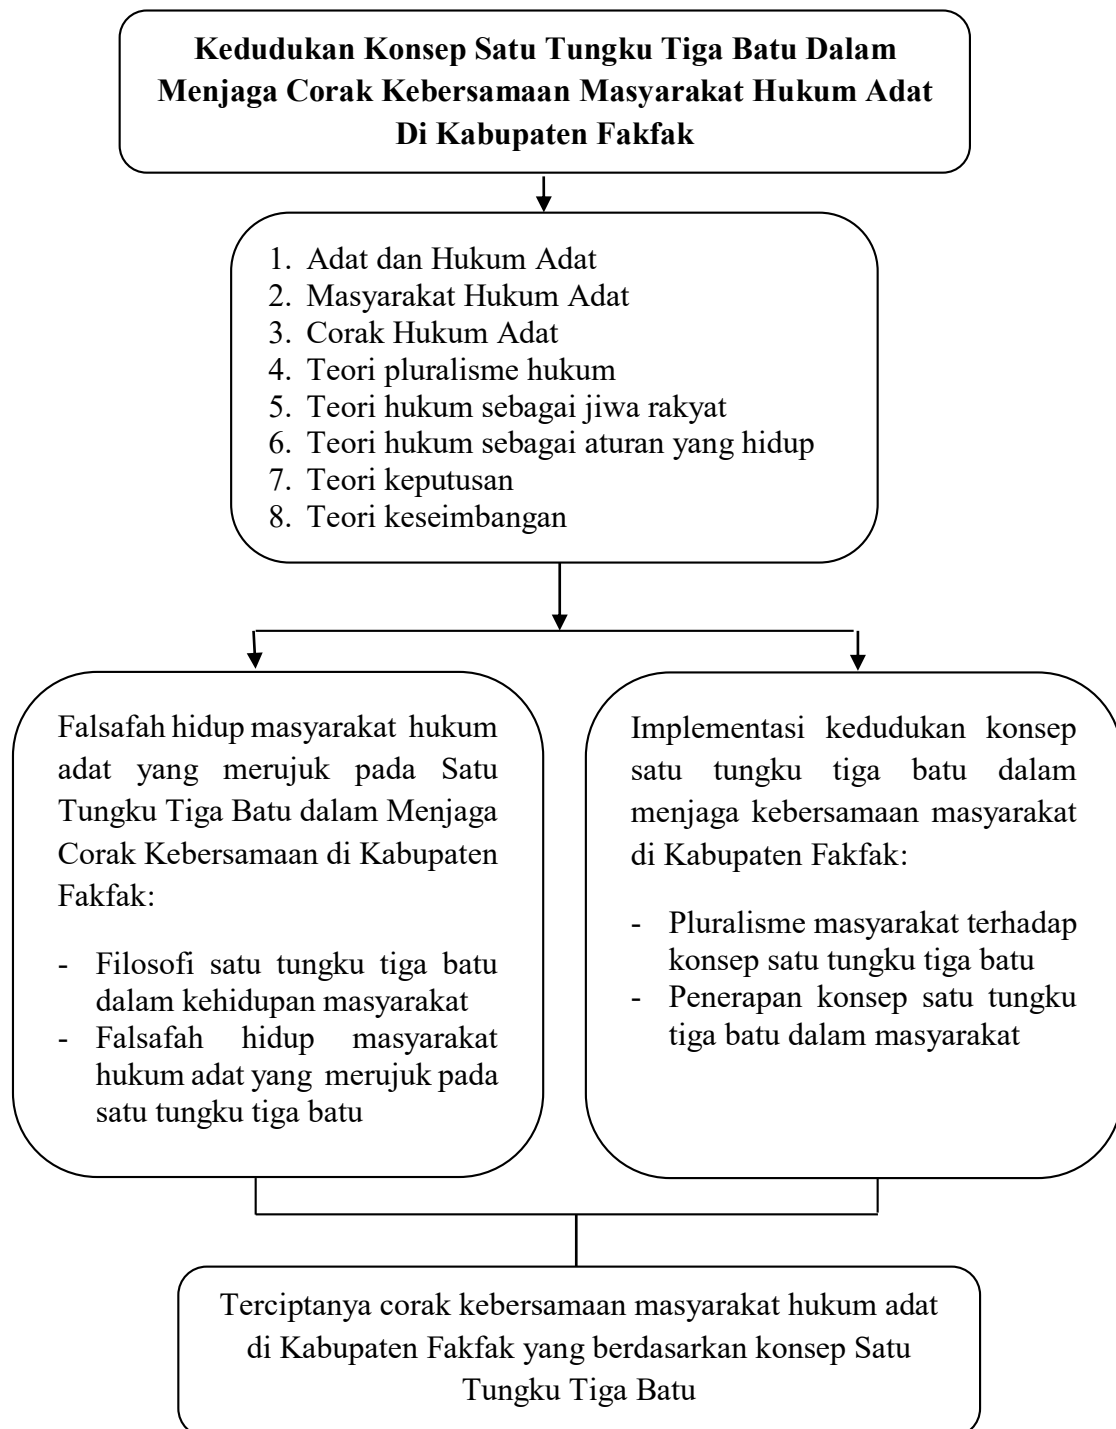 Kedudukan Konsep Satu Tungku Tiga Batu Dalam
Menjaga Corak Kebersamaan Masyarakat Hukum Adat
Di Kabupaten Fakfak
1. Adat dan Hukum Adat
2. Masyarakat Hukum Adat
3. Corak Hukum Adat
4. Teori pluralisme hukum
5. Teori hukum sebagai jiwa rakyat
6. Teori hukum sebagai aturan yang hidup
7. Teori keputusan
8. Teori keseimbangan
Falsafah hidup masyarakat hukum
adat yang merujuk pada Satu
Tungku Tiga Batu dalam Menjaga
Corak Kebersamaan di Kabupaten
Fakfak:
- Filosofi satu tungku tiga batu
dalam kehidupan masyarakat
- Falsafah hidup masyarakat
hukum adat yang merujuk pada
satu tungku tiga batu
Implementasi kedudukan konsep
satu tungku tiga batu dalam
menjaga kebersamaan masyarakat
di Kabupaten Fakfak:
- Pluralisme masyarakat terhadap
konsep satu tungku tiga batu
- Penerapan konsep satu tungku
tiga batu dalam masyarakat
Terciptanya corak kebersamaan masyarakat hukum adat
di Kabupaten Fakfak yang berdasarkan konsep Satu
Tungku Tiga Batu